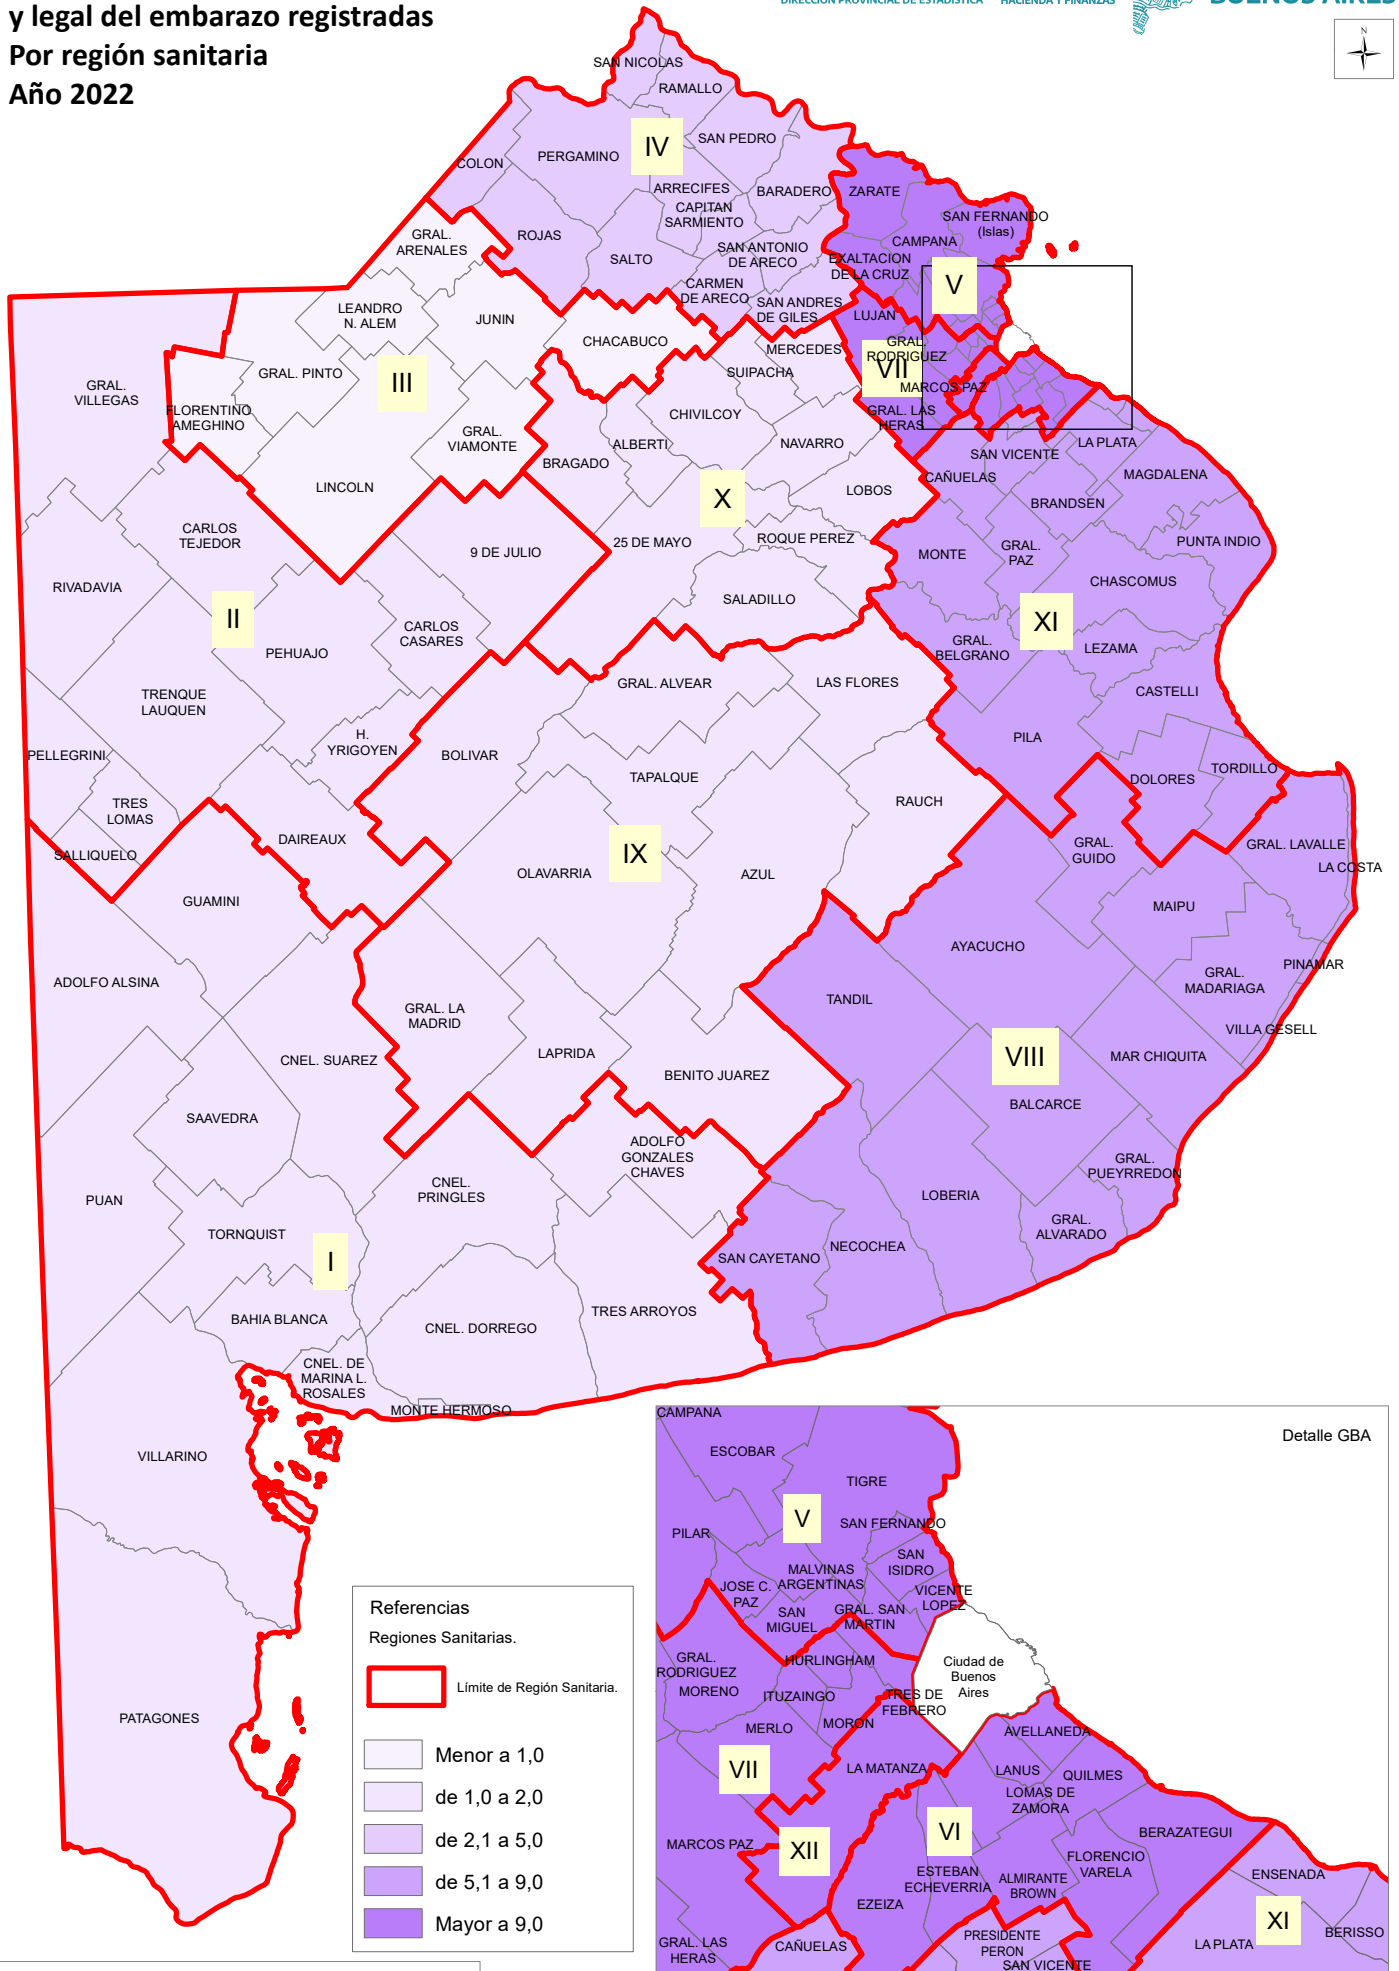 y legal del embarazo registradas
Por región sanitaria
Año 2022
DIRECCIÓN PROVINCIAL DE ESTADÍSTICA
HACIENDA Y FINANZAS
BUENOS AIRES
SAN NICOLAS
RAMALLO
IV
SAN PEDRO
PERGAMINO
COLON
ARRECIFES
BARADERO
ZARATE
CAPITAN
SARMIENTO
SAN FERNANDO
(Islas)
GRAL.
ARENALES
ROJAS
CAMPANA
SAN ANTONIO
DE ARECO
SALTO
EXALTACION
DE LA CRUZ
V
CARMEN
DE ARECO
SAN ANDRES
DE GILES
LUJAN
LEANDRO
N. ALEM
JUNIN
CHACABUCO
MERCEDES
GRAL.
RODRIGUEZ
SUIPACHA
VII
GRAL. PINTO
III
MARCOS PAZ
GRAL.
VILLEGAS
FLORENTINO
AMEGHINO
CHIVILCOY
GRAL. LAS
HERAS
GRAL.
VIAMONTE
ALBERTI
NAVARRO
LA PLATA
SAN VICENTE
BRAGADO
CAÑUELAS
MAGDALENA
LINCOLN
X
LOBOS
BRANDSEN
CARLOS
TEJEDOR
9 DE JULIO
25 DE MAYO
ROQUE PEREZ
PUNTA INDIO
MONTE
GRAL.
PAZ
RIVADAVIA
CHASCOMUS
SALADILLO
II
XI
CARLOS
CASARES
PEHUAJO
GRAL.
BELGRANO
LEZAMA
GRAL. ALVEAR
LAS FLORES
TRENQUE
LAUQUEN
CASTELLI
H.
YRIGOYEN
PILA
PELLEGRINI
BOLIVAR
TAPALQUE
DOLORES
TORDILLO
TRES
LOMAS
RAUCH
DAIREAUX
GRAL.
GUIDO
GRAL. LAVALLE
SALLIQUELO
IX
LA COSTA
OLAVARRIA
AZUL
GUAMINI
MAIPU
AYACUCHO
PINAMAR
ADOLFO ALSINA
GRAL.
MADARIAGA
TANDIL
GRAL. LA
MADRID
VILLA GESELL
LAPRIDA
VIII
MAR CHIQUITA
CNEL. SUAREZ
BENITO JUAREZ
BALCARCE
SAAVEDRA
ADOLFO
GONZALES
CHAVES
GRAL.
PUEYRREDON
CNEL.
PRINGLES
PUAN
LOBERIA
GRAL.
ALVARADO
TORNQUIST
NECOCHEA
I
SAN CAYETANO
TRES ARROYOS
BAHIA BLANCA
CNEL. DORREGO
CNEL. DE
MARINA L.
ROSALES
MONTE HERMOSO
VILLARINO
PATAGONES
Referencias
Regiones Sanitarias.
Límite de Región Sanitaria.
Menor a 1,0
de 1,0 a 2,0
de 2,1 a 5,0
de 5,1 a 9,0
Mayor a 9,0
CAMPANA
Detalle GBA
ESCOBAR
TIGRE
V
PILAR
SAN FERNANDO
SAN
ISIDRO
MALVINAS
ARGENTINAS
JOSE C.
PAZ
VICENTE
LOPEZ
SAN
MIGUEL
GRAL. SAN
MARTIN
GRAL.
RODRIGUEZ
HURLINGHAM
Ciudad de
Buenos
Aires
MORENO
ITUZAINGO
TRES DE
FEBRERO
MERLO
MORON
AVELLANEDA
VII
LA MATANZA
LANUS
QUILMES
LOMAS DE
ZAMORA
VI
BERAZATEGUI
MARCOS PAZ
XII
FLORENCIO
VARELA
ESTEBAN
ECHEVERRIA
ALMIRANTE
BROWN
ENSENADA
EZEIZA
XI
PRESIDENTE
PERON
BERISSO
GRAL. LAS
HERAS
CAÑUELAS
LA PLATA
SAN VICENTE